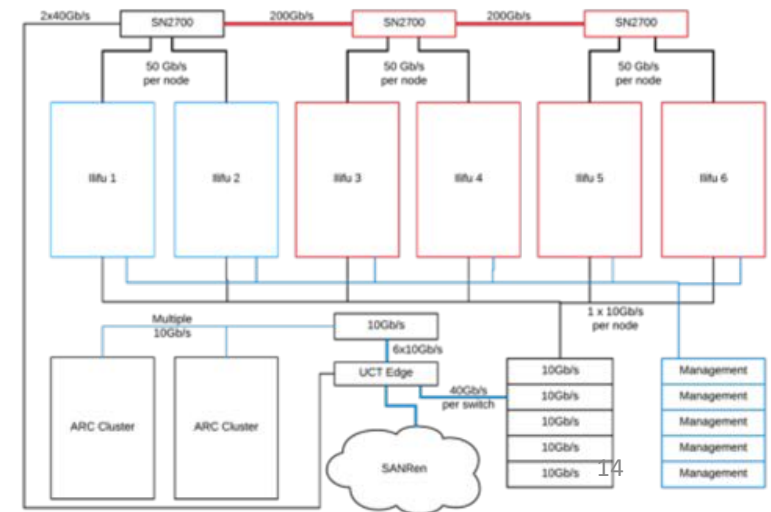 2x40Gb/s
SN2700
200Gb/s
SN2700
200Gb/s
SN2700
50 Gb/s
per node
50 Gb/s
per node
50 Gb/s
per node
Ilifu 1
Ilifu 2
Ilifu 3
Ilifu 4
Ilifu 5
Ilifu 6
1 x 10Gb/s
per node
Multiple
10Gb/s
10Gb/s
6x10Gb/s
UCT Edge
40Gb/s
per switch
ARC Cluster
ARC Cluster
SANRen
10Gb/s
10Gb/s
10Gb/s
10Gb/s
10Gb/s
14
Management
Management
Management
Management
Management